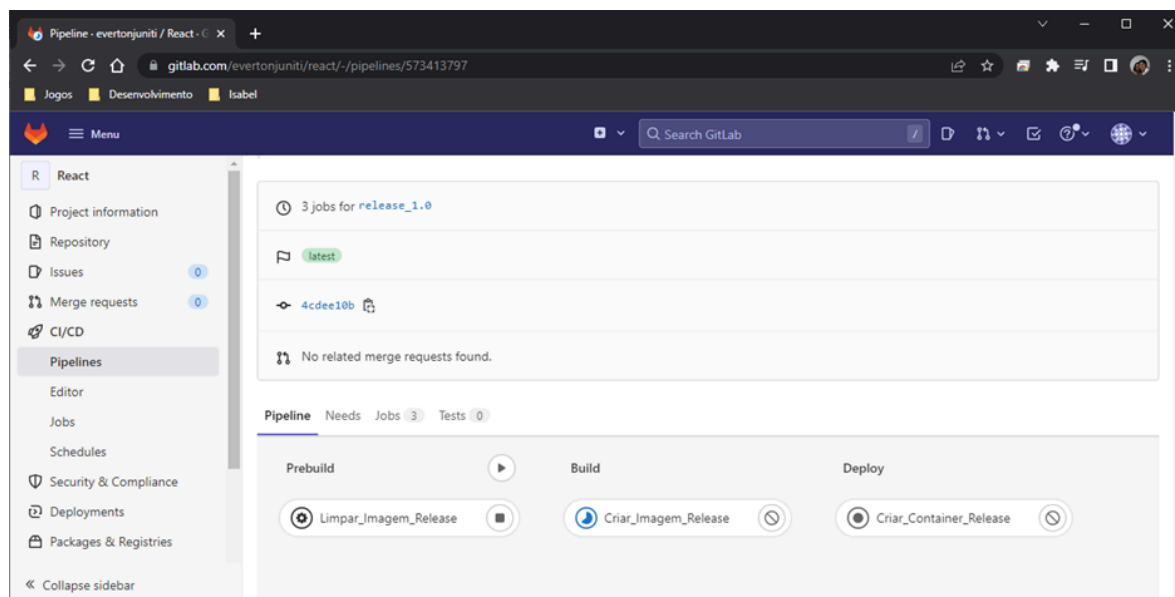 Pipeline - evertonjuniti / React - G
gitlab.com/evertonjuniti/react/-/pipelines/573413797
Jogos Desenvolvimento Isabel
Menu
Search GitLab /
R React
Project information
Repository
Issues 0
Merge requests 0
CI/CD
Pipelines
Editor
Jobs
Schedules
Security & Compliance
Deployments
Packages & Registries
Collapse sidebar
3 jobs for release_1.0
latest
4cdee10b
No related merge requests found.
Pipeline Needs Jobs 3 Tests 0
Prebuild Build Deploy
Limpar_Imagem_Release Criar_Imagem_Release Criar_Container_Release